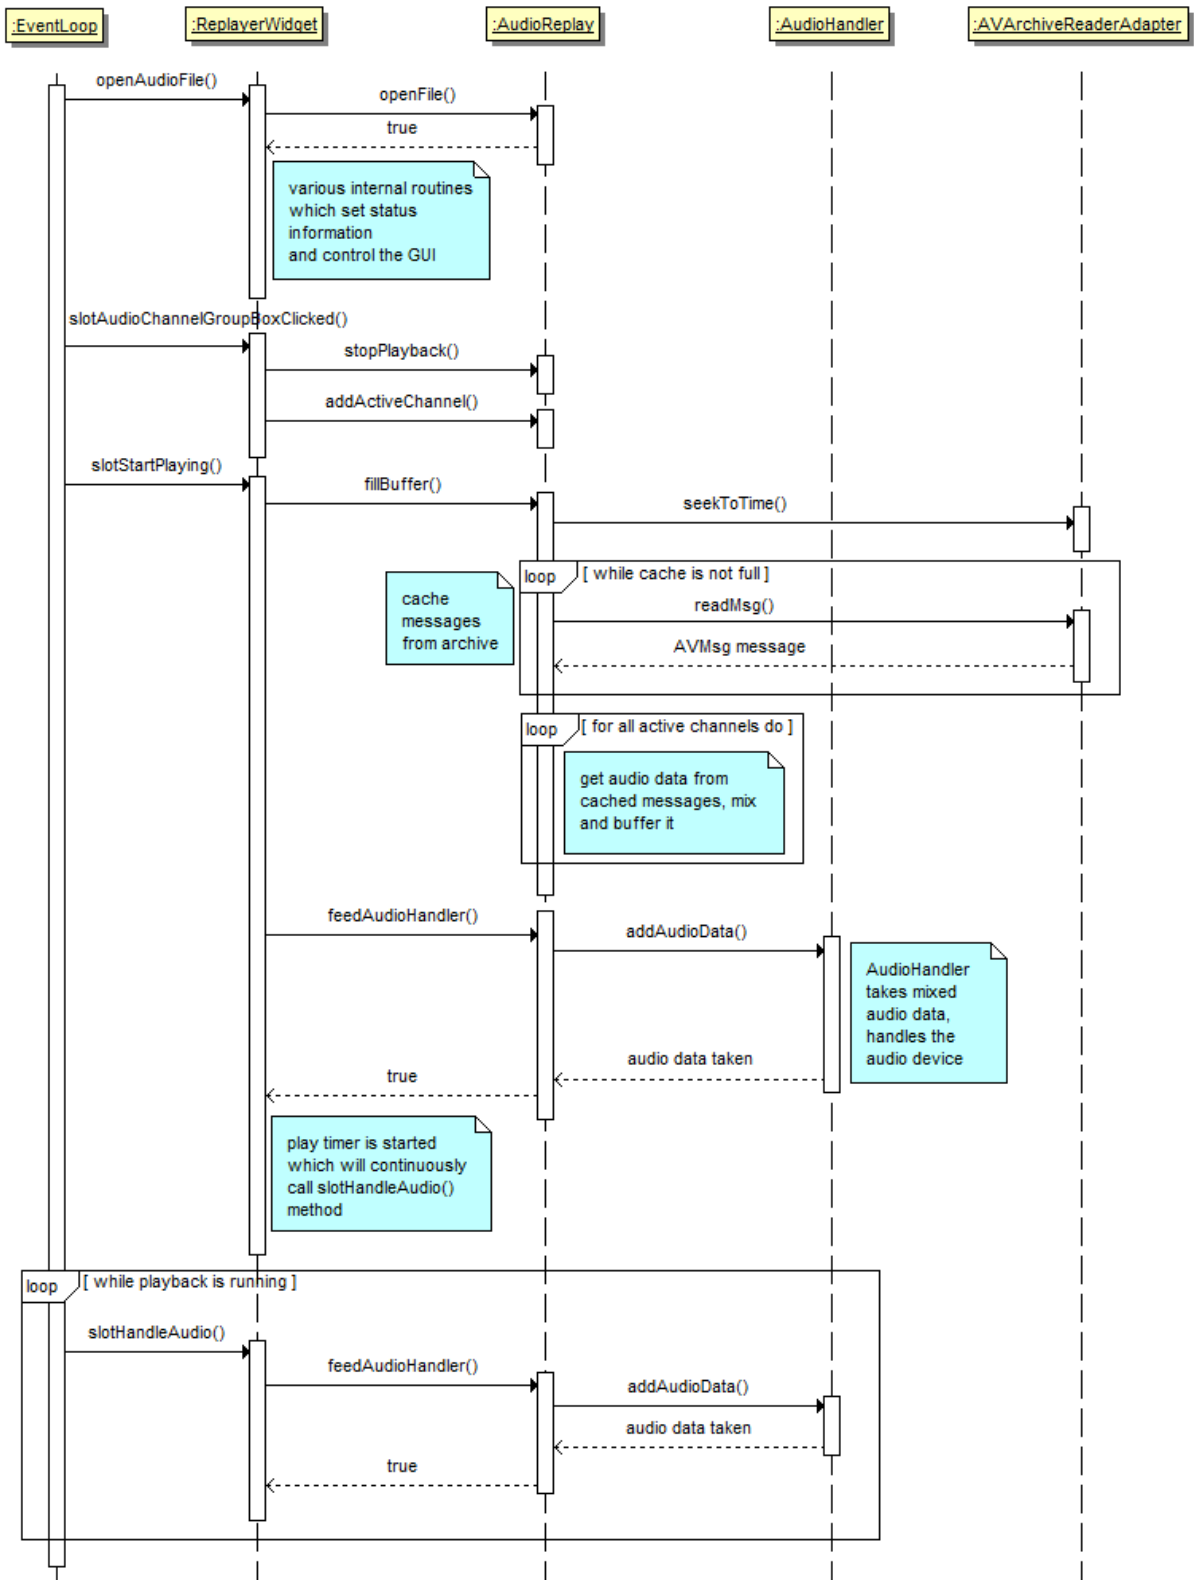 :EventLoop
:ReplayerWidget
:AudioReplay
:AudioHandler
:AVArchiveReaderAdapter
openAudioFile()
openFile()
true
various internal routines
which set status
information
and control the GUI
slotAudioChannelGroupBoxClicked()
stopPlayback()
addActiveChannel()
slotStartPlaying()
fillBuffer()
seekToTime()
loop
[ while cache is not full ]
cache
messages
from archive
readMsg()
AVMsg message
loop
[ for all active channels do ]
get audio data from
cached messages, mix
and buffer it
feedAudioHandler()
addAudioData()
AudioHandler
takes mixed
audio data,
handles the
audio device
audio data taken
true
play timer is started
which will continuously
call slotHandleAudio()
method
loop
[ while playback is running ]
slotHandleAudio()
feedAudioHandler()
addAudioData()
audio data taken
true